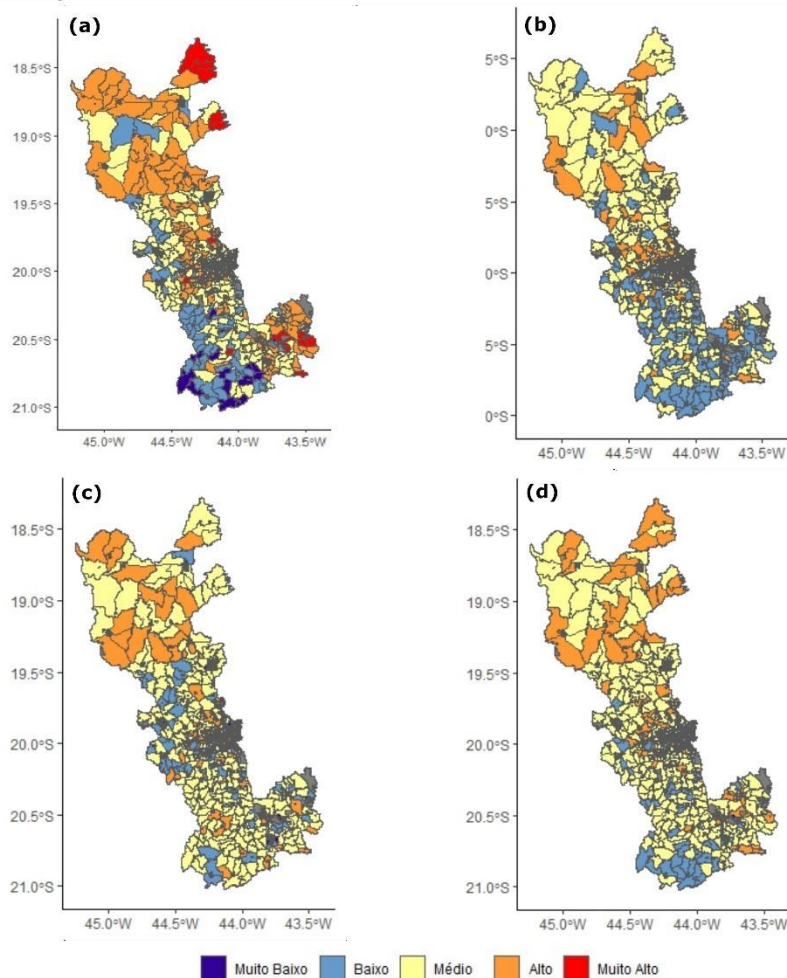 (a)
18.5°S
19.0°S
19.5°S
20.0°S
20.5°S
21.0°S
45.0°W 44.5°W 44.0°W 43.5°W
(b)
5°S
0°S
5°S
0°S
5°S
0°S
45.0°W 44.5°W 44.0°W 43.5°W
(c)
18.5°S
19.0°S
19.5°S
20.0°S
20.5°S
21.0°S
45.0°W 44.5°W 44.0°W 43.5°W
(d)
18.5°S
19.0°S
19.5°S
20.0°S
20.5°S
21.0°S
45.0°W 44.5°W 44.0°W 43.5°W
Muito Baixo Baixo Médio Alto Muito Alto